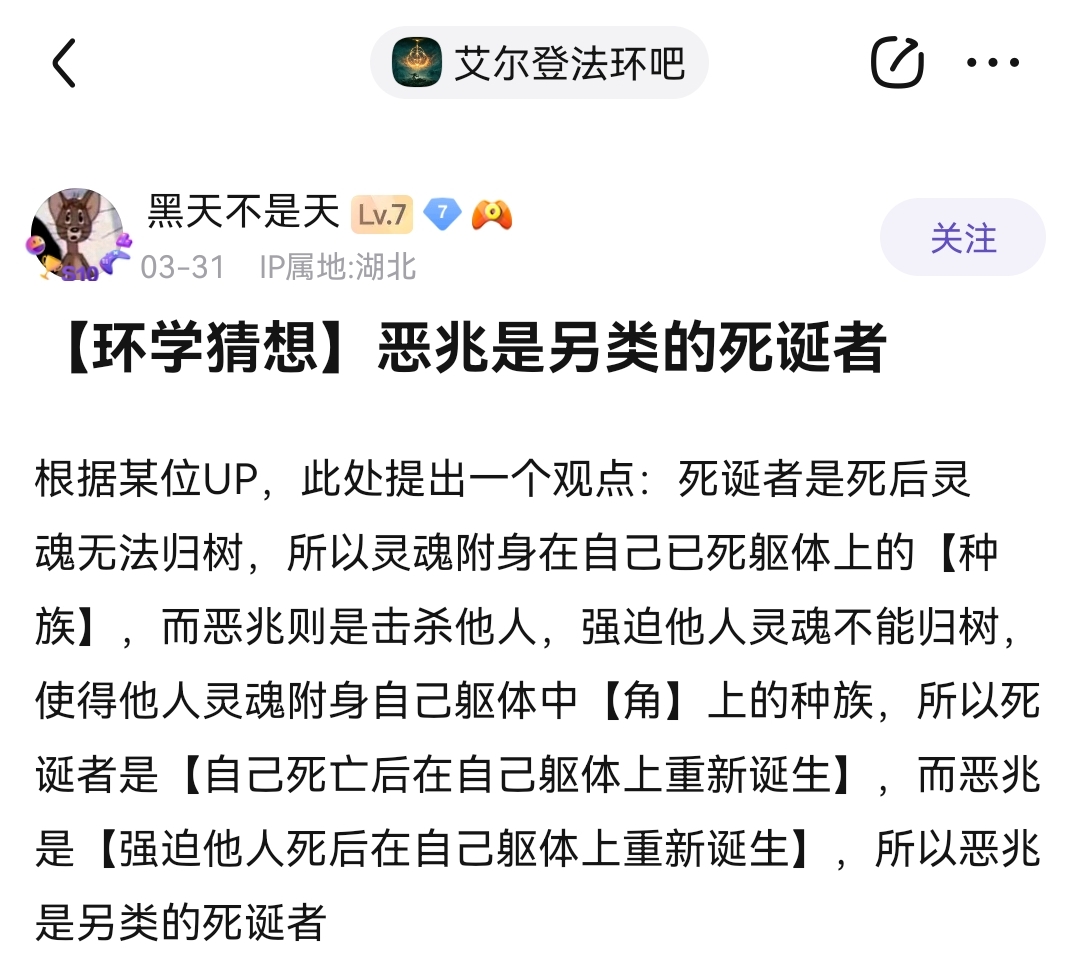 艾尔登法环吧
黑天不是天 Lv.7 7
S10
03-31 IP属地:湖北
关注
【环学猜想】恶兆是另类的死诞者
根据某位UP，此处提出一个观点：死诞者是死后灵
魂无法归树，所以灵魂附身在自己已死躯体上的【种
族】，而恶兆则是击杀他人，强迫他人灵魂不能归树，
使得他人灵魂附身自己躯体中【角】上的种族，所以死
诞者是【自己死亡后在自己躯体上重新诞生】，而恶兆
是【强迫他人死后在自己躯体上重新诞生】，所以恶兆
是另类的死诞者